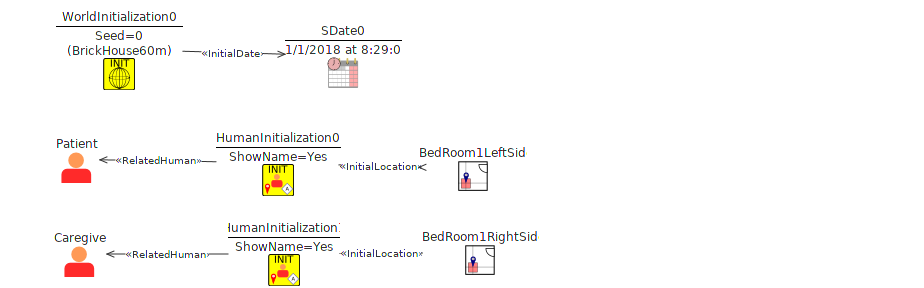 WorldInitialization0
Seed=0
(BrickHouse60m)
INIT
«InitialDate»
SDate0
1/1/2018 at 8:29:0
Patient
«RelatedHuman»
HumanInitialization0
ShowName=Yes
INIT
A
«InitialLocation»
BedRoom1LeftSid
Caregive
«RelatedHuman»
HumanInitialization
ShowName=Yes
INIT
A
«InitialLocation»
BedRoom1RightSid